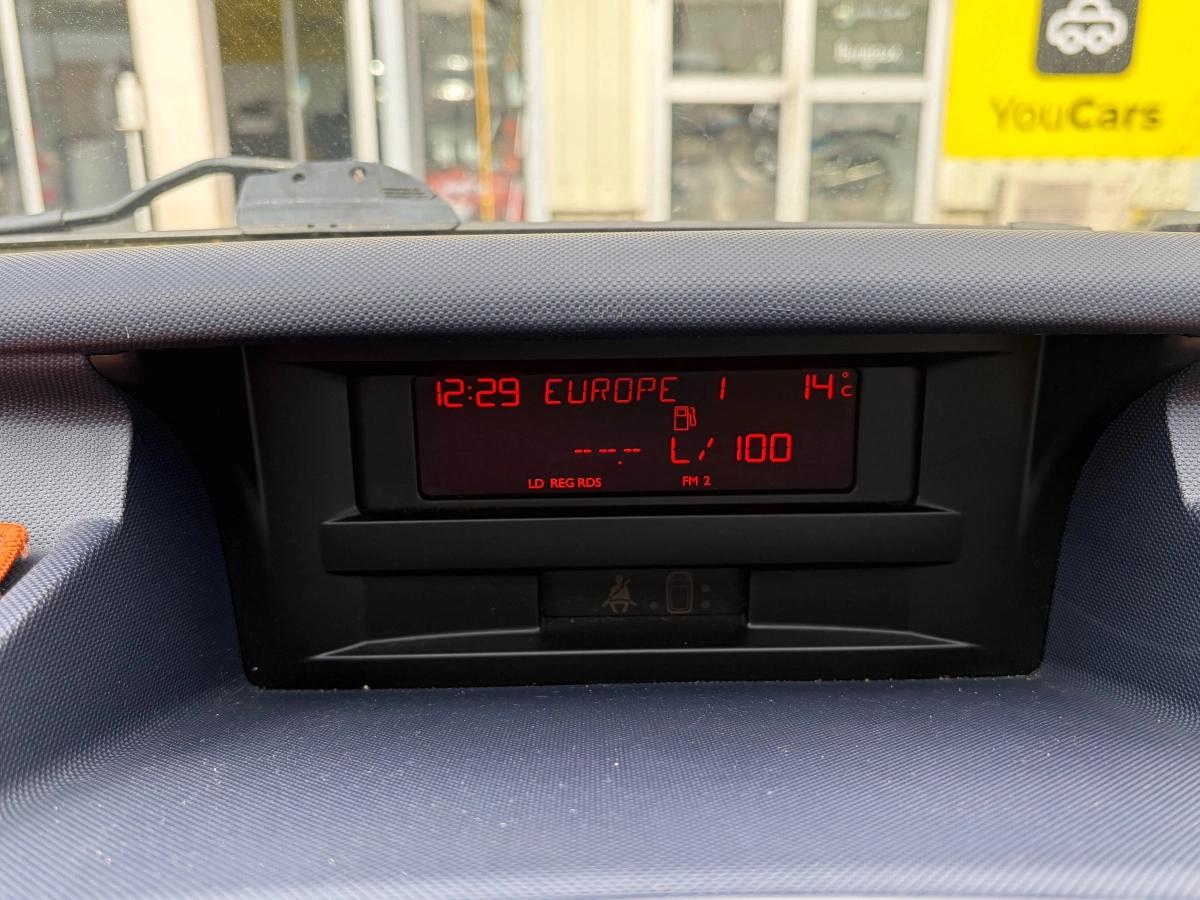 YouCars
12:29 EUROPE 1 14°C
--.-- L/100
LD REG RDS FM 2